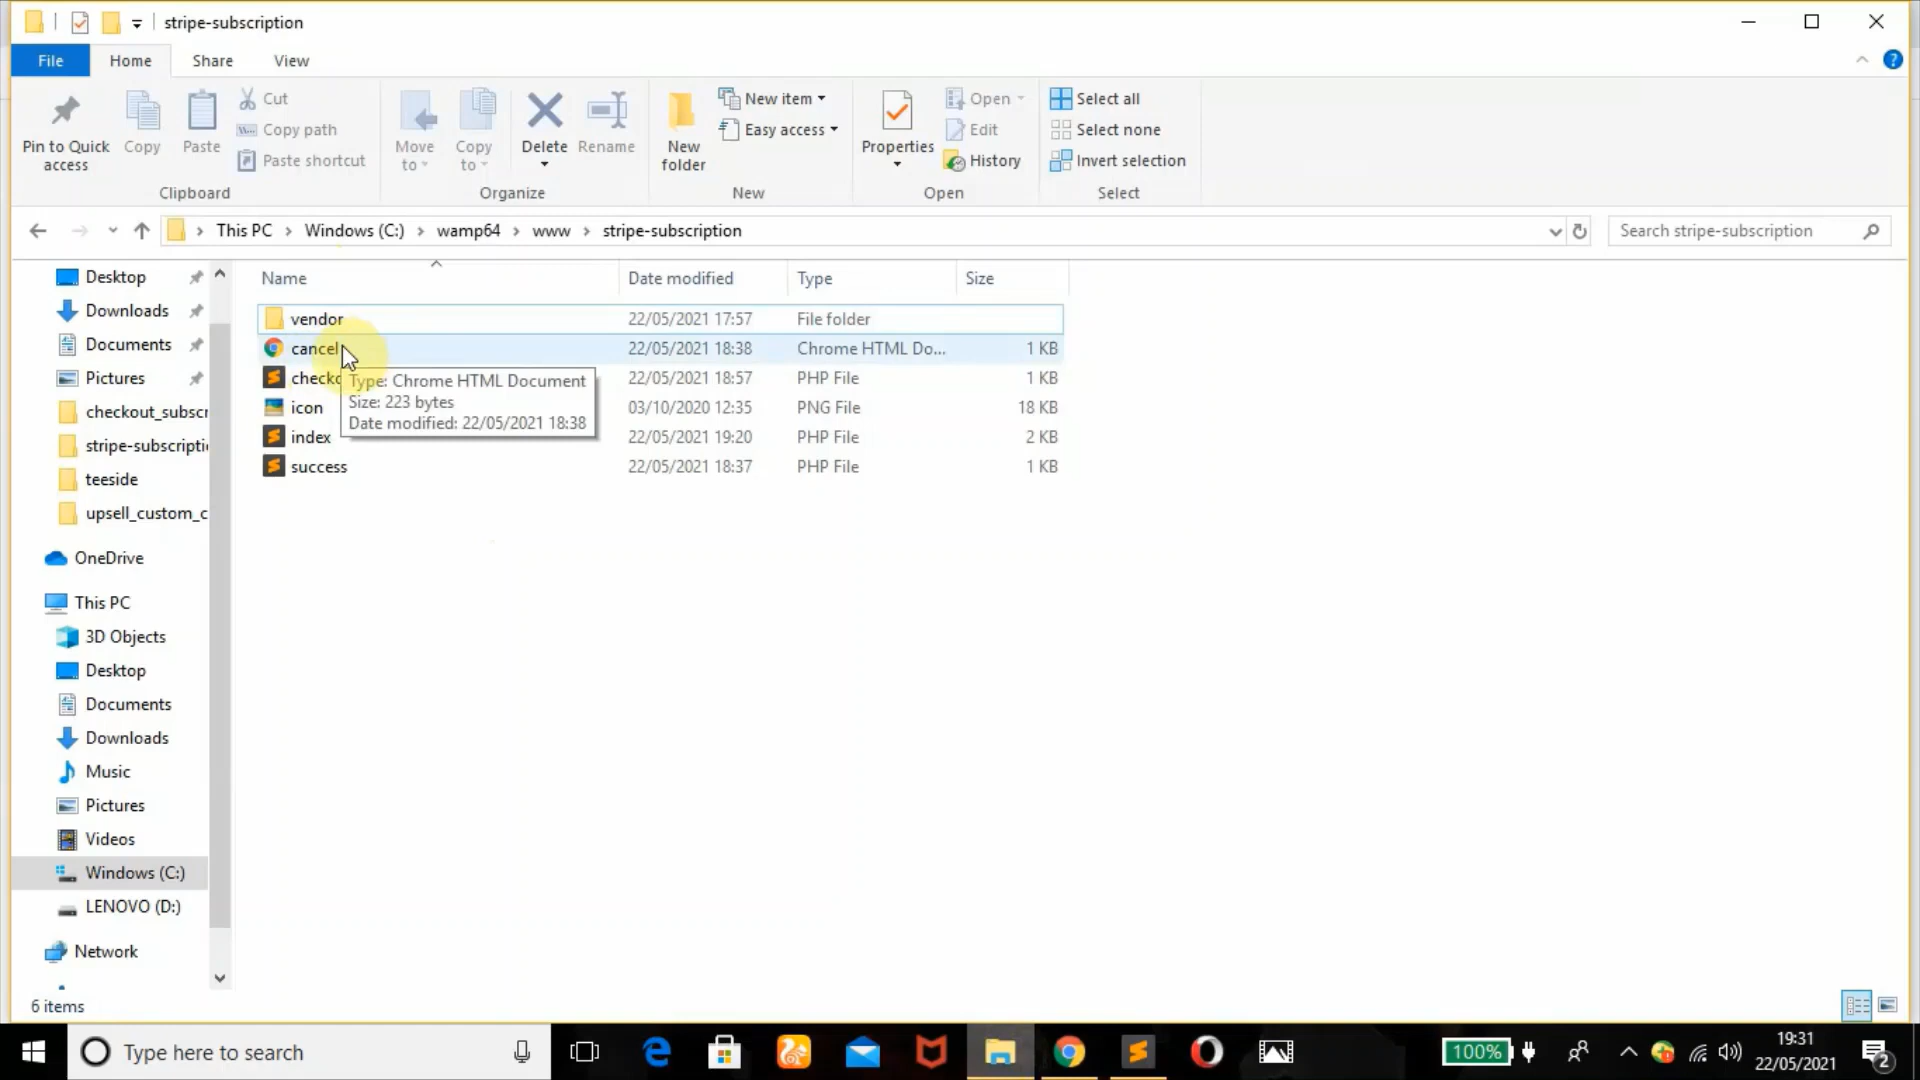 stripe-subscription
File
Home
Share
View
Pin to Quick access
Copy
Paste
Cut
Copy path
Paste shortcut
Clipboard
Move to
Copy to
Delete
Rename
Organize
New folder
New item
Easy access
New
Properties
Open
Edit
History
Open
Select all
Select none
Invert selection
Select
This PC
Windows (C:)
wamp64
www
stripe-subscription
Search stripe-subscription
Name
Date modified
Type
Size
vendor 22/05/2021 17:57 File folder
cancel 22/05/2021 18:38 Chrome HTML Do... 1 KB
checko 22/05/2021 18:57 PHP File 1 KB
icon 03/10/2020 12:35 PNG File 18 KB
index 22/05/2021 19:20 PHP File 2 KB
success 22/05/2021 18:37 PHP File 1 KB
Type: Chrome HTML Document
Size: 223 bytes
Date modified: 22/05/2021 18:38
Desktop
Downloads
Documents
Pictures
checkout_subscr
stripe-subscripti
teeside
upsell_custom_c
OneDrive
This PC
3D Objects
Desktop
Documents
Downloads
Music
Pictures
Videos
Windows (C:)
LENOVO (D:)
Network
6 items
Type here to search
100%
19:31
22/05/2021
2